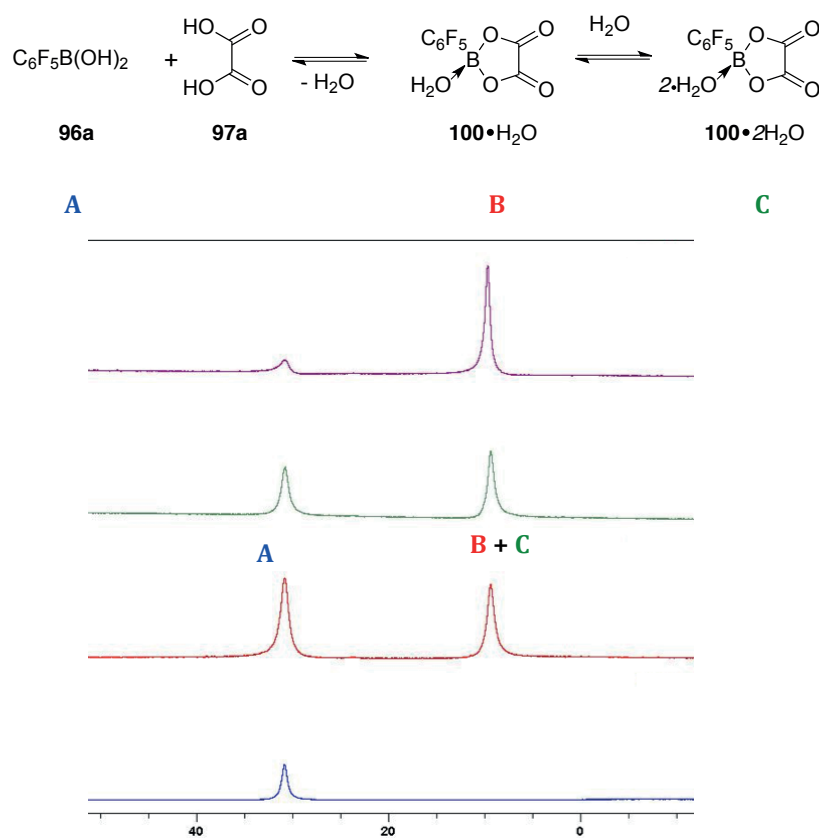 C6F5B(OH)2 + HO O HO O - H2O C6F5 B O O O O H2O H2O C6F5 B O O O O 2•H2O
96a 97a 100•H2O 100•2H2O
A B C
A B + C
40 20 0